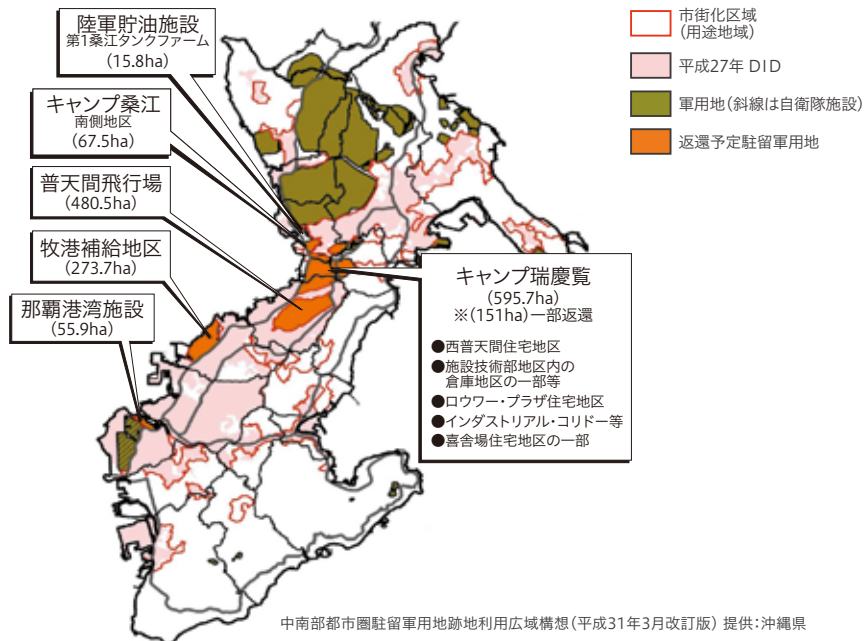 陸軍貯油施設
第1桑江タンクファーム
(15.8ha)
キャンプ桑江
南側地区
(67.5ha)
普天間飛行場
(480.5ha)
牧港補給地区
(273.7ha)
那覇港湾施設
(55.9ha)
市街化区域
(用途地域)
平成27年 DID
軍用地(斜線は自衛隊施設)
返還予定駐留軍用地
キャンプ瑞慶覧
(595.7ha)
※(151ha)一部返還
●西普天間住宅地区
●施設技術部地区内の
倉庫地区の一部等
●ロウワー・プラザ住宅地区
●インダストリアル・コリドー等
●喜舎場住宅地区の一部
中南部都市圏駐留軍用地跡地利用広域構想(平成31年3月改訂版) 提供:沖縄県